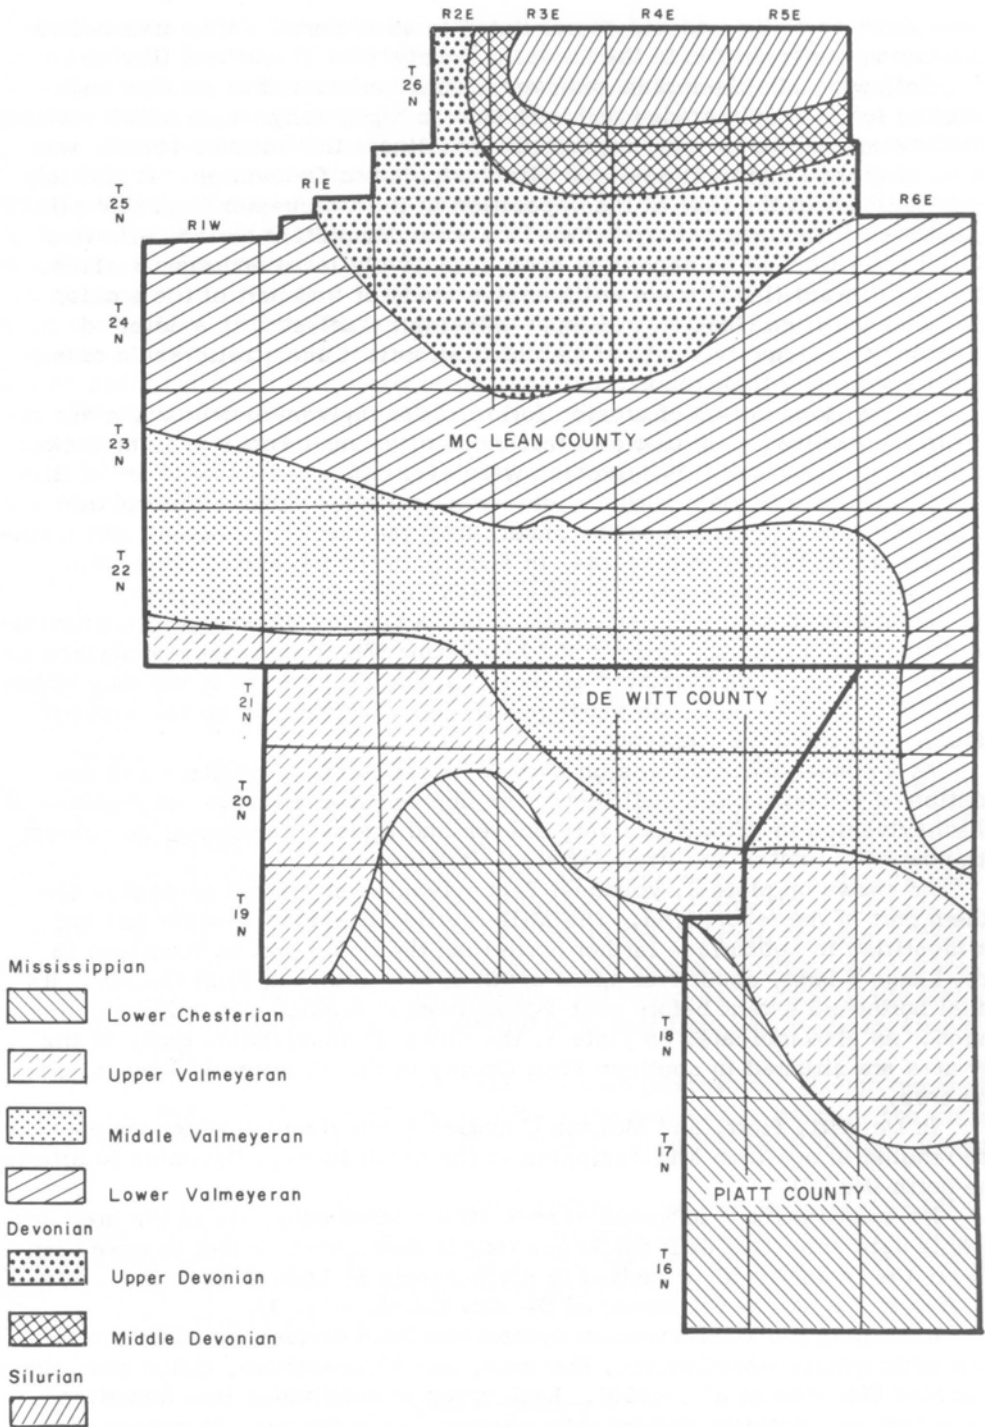 R2E R3E R4E R5E
T
26
N
R1E
T
25
N
R1W
R6E
T
24
N
T
23
N
MC LEAN COUNTY
T
22
N
T
21
N
DE WITT COUNTY
T
20
N
T
19
N
Mississippian
Lower Chesterian
T
18
N
Upper Valmeyeran
Middle Valmeyeran
T
17
N
Lower Valmeyeran
PIATT COUNTY
Devonian
Upper Devonian
T
16
N
Middle Devonian
Silurian